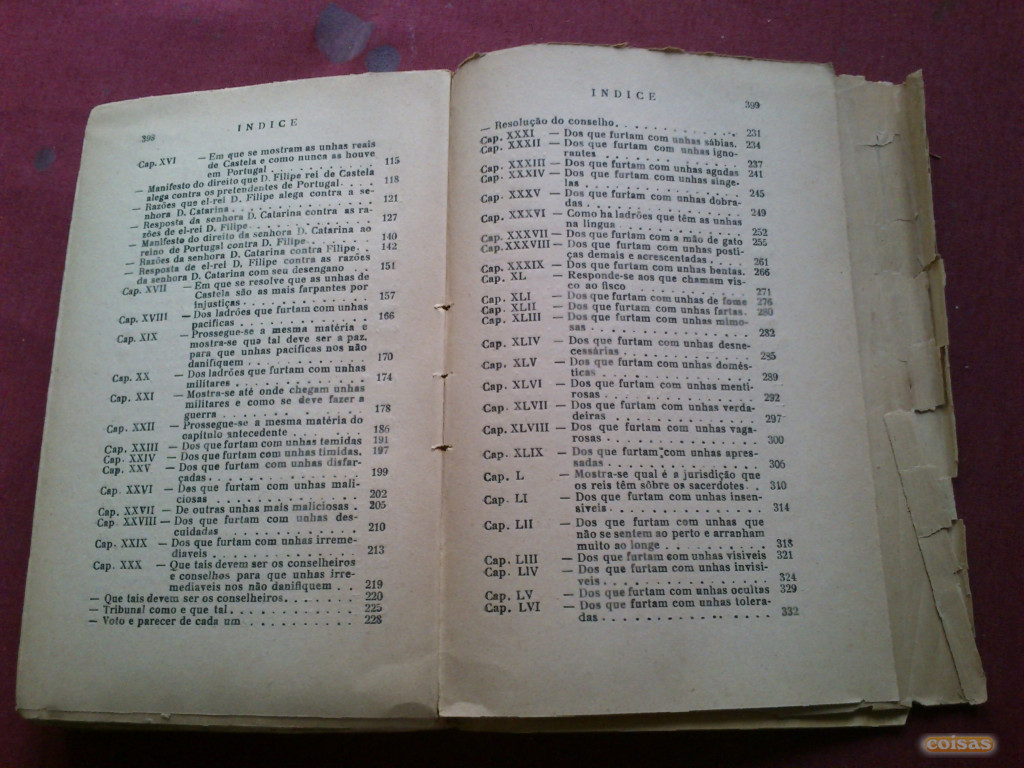 398 INDICE
Cap. XVI — Em que se mostram as unhas reais
de Castela e como nunca as houve
em Portugal . . . . . . . . . . . . 115
— Manifesto do direito que D. Filipe rei de Castela
alega contra os pretendentes de Portugal. . . . 118
— Razões que el-rei D. Filipe alega contra a se-
nhora D. Catarina . . . . . . . . . . . . . 121
— Resposta da senhora D. Catarina contra as ra-
zões de el-rei D. Filipe . . . . . . . . . . . 127
— Manifesto do direito da senhora D. Catarina ao
reino de Portugal contra D. Filipe. . . . . . 140
— Razões da senhora D. Catarina contra Filipe. . 142
— Resposta de el-rei D. Filipe contra as razões
da senhora D. Catarina com seu desengano . . 151
Cap. XVII — Em que se resolve que as unhas de
Castela são as mais farpantes por
injustiças . . . . . . . . . . . . . 157
Cap. XVIII — Dos ladrões que furtam com unhas
pacificas . . . . . . . . . . . . . 166
Cap. XIX — Prossegue-se a mesma matéria e
mostra-se que tal deve ser a paz,
para que unhas pacificas nos não
danifiquem . . . . . . . . . . . . 170
Cap. XX — Dos ladrões que furtam com unhas
militares . . . . . . . . . . . . . 174
Cap. XXI — Mostra-se até onde chegam unhas
militares e como se deve fazer a
guerra . . . . . . . . . . . . . . 178
Cap. XXII — Prossegue-se a mesma matéria do
capitulo sntecedente . . . . . . . 186
Cap. XXIII — Dos que furtam com unhas temidas 191
Cap. XXIV — Dos que furtam com unhas timidas. 197
Cap. XXV — Dos que furtam com unhas disfar-
çadas . . . . . . . . . . . . . . . 199
Cap. XXVI — Dos que furtam com unhas mali-
ciosas . . . . . . . . . . . . . . 202
Cap. XXVII — De outras unhas mais maliciosas . 205
Cap. XXVIII — Dos que furtam com unhas des-
cuidadas . . . . . . . . . . . . . 210
Cap. XXIX — Dos que furtam com unhas irreme-
diaveis . . . . . . . . . . . . . . 213
Cap. XXX — Que tais devem ser os conselheiros
e conselhos para que unhas irre-
mediaveis nos não danifiquem . . 219
— Que tais devem ser os conselheiros. . . . . . . 220
— Tribunal como e que tal. . . . . . . . . . . . 225
— Voto e parecer de cada um . . . . . . . . . . 228
INDICE 399
— Resolução do conselho. . . . . . . . . . . . . 231
Cap. XXXI — Dos que furtam com unhas sábias. 234
Cap. XXXII — Dos que furtam com unhas igno-
rantes . . . . . . . . . . . . . . 237
Cap. XXXIII — Dos que furtam com unhas agudas 241
Cap. XXXIV — Dos que furtam com unhas singe-
las . . . . . . . . . . . . . . . . 245
Cap. XXXV — Dos que furtam com unhas dobra-
das . . . . . . . . . . . . . . . . 249
Cap. XXXVI — Como ha ladrões que têm as unhas
na lingua . . . . . . . . . . . . . 252
Cap. XXXVII — Dos que furtam com a mão de gato 255
Cap. XXXVIII — Dos que furtam com unhas posti-
ças demais e acrescentadas. . . . 261
Cap. XXXIX — Dos que furtam com unhas bentas. 266
Cap. XL — Responde-se aos que chamam vis-
co ao fisco . . . . . . . . . . . . 271
Cap. XLI — Dos que furtam com unhas de fome 276
Cap. XLII — Dos que furtam com unhas fartas. 280
Cap. XLIII — Dos que furtam com unhas mimo-
sas . . . . . . . . . . . . . . . . 282
Cap. XLIV — Dos que furtam com unhas desne-
cessárias . . . . . . . . . . . . . 285
Cap. XLV — Dos que furtam com unhas domés-
ticas . . . . . . . . . . . . . . . 289
Cap. XLVI — Dos que furtam com unhas menti-
rosas . . . . . . . . . . . . . . . 292
Cap. XLVII — Dos que furtam com unhas verda-
deiras . . . . . . . . . . . . . . 297
Cap. XLVIII — Dos que furtam com unhas vaga-
rosas . . . . . . . . . . . . . . . 300
Cap. XLIX — Dos que furtam com unhas apres-
sadas . . . . . . . . . . . . . . . 305
Cap. L — Mostra-se qual é a jurisdição que
os reis têm sôbre os sacerdotes . . 310
Cap. LI — Dos que furtam com unhas insen-
siveis . . . . . . . . . . . . . . . 314
Cap. LII — Dos que furtam com unhas que
não se sentem ao perto e arranham
muito ao longe . . . . . . . . . . 318
Cap. LIII — Dos que furtam com unhas visiveis 321
Cap. LIV — Dos que furtam com unhas invisi-
veis . . . . . . . . . . . . . . . . 324
Cap. LV — Dos que furtam com unhas ocultas 329
Cap. LVI — Dos que furtam com unhas tolera-
das . . . . . . . . . . . . . . . . 332
coisas